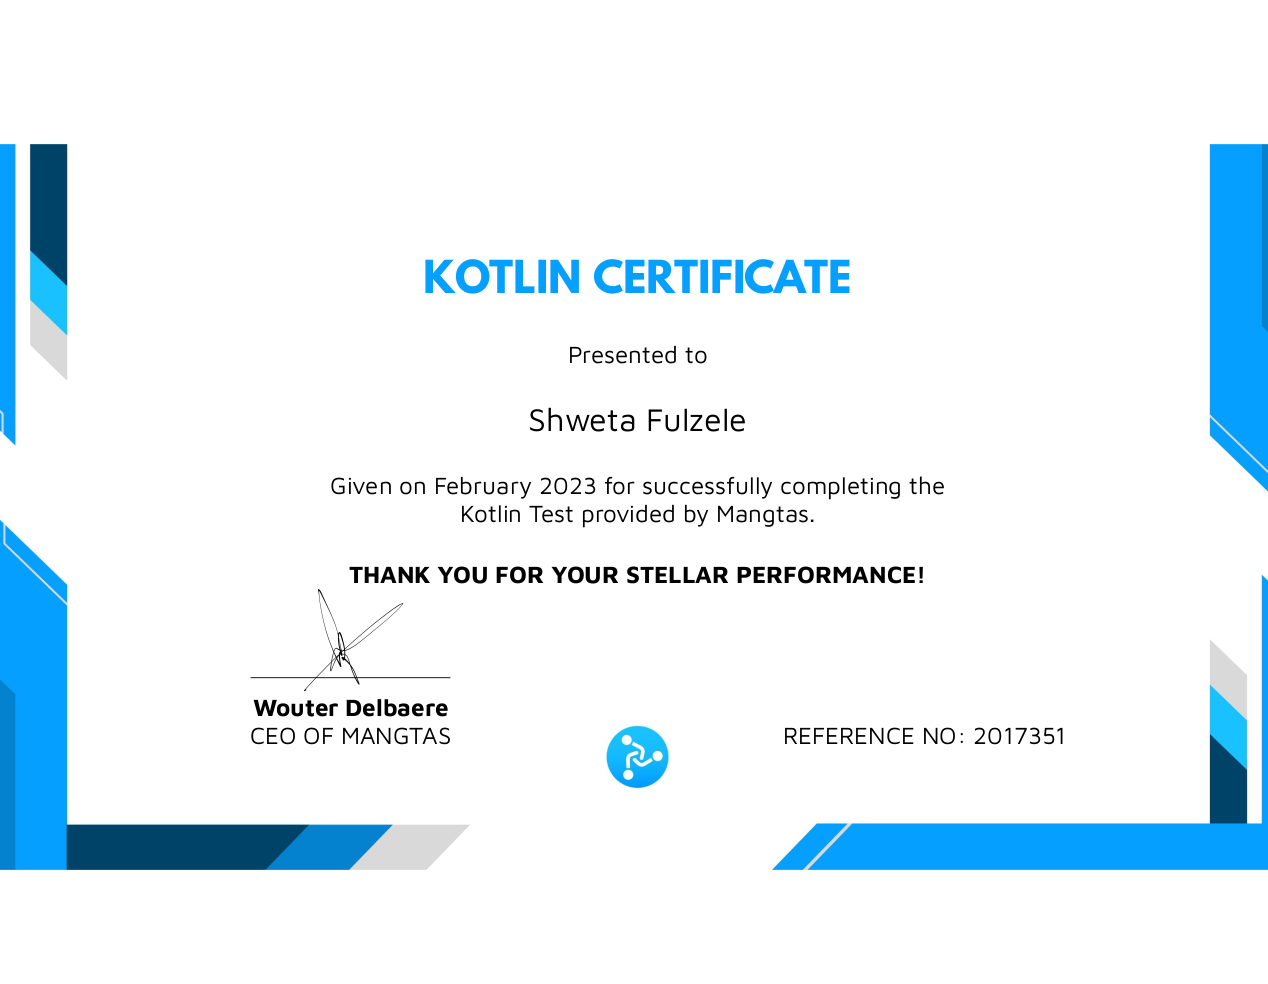 KOTLIN CERTIFICATE
Presented to
Shweta Fulzele
Given on February 2023 for successfully completing the
Kotlin Test provided by Mangtas.
THANK YOU FOR YOUR STELLAR PERFORMANCE!
Wouter Delbaere
CEO OF MANGTAS
REFERENCE NO: 2017351